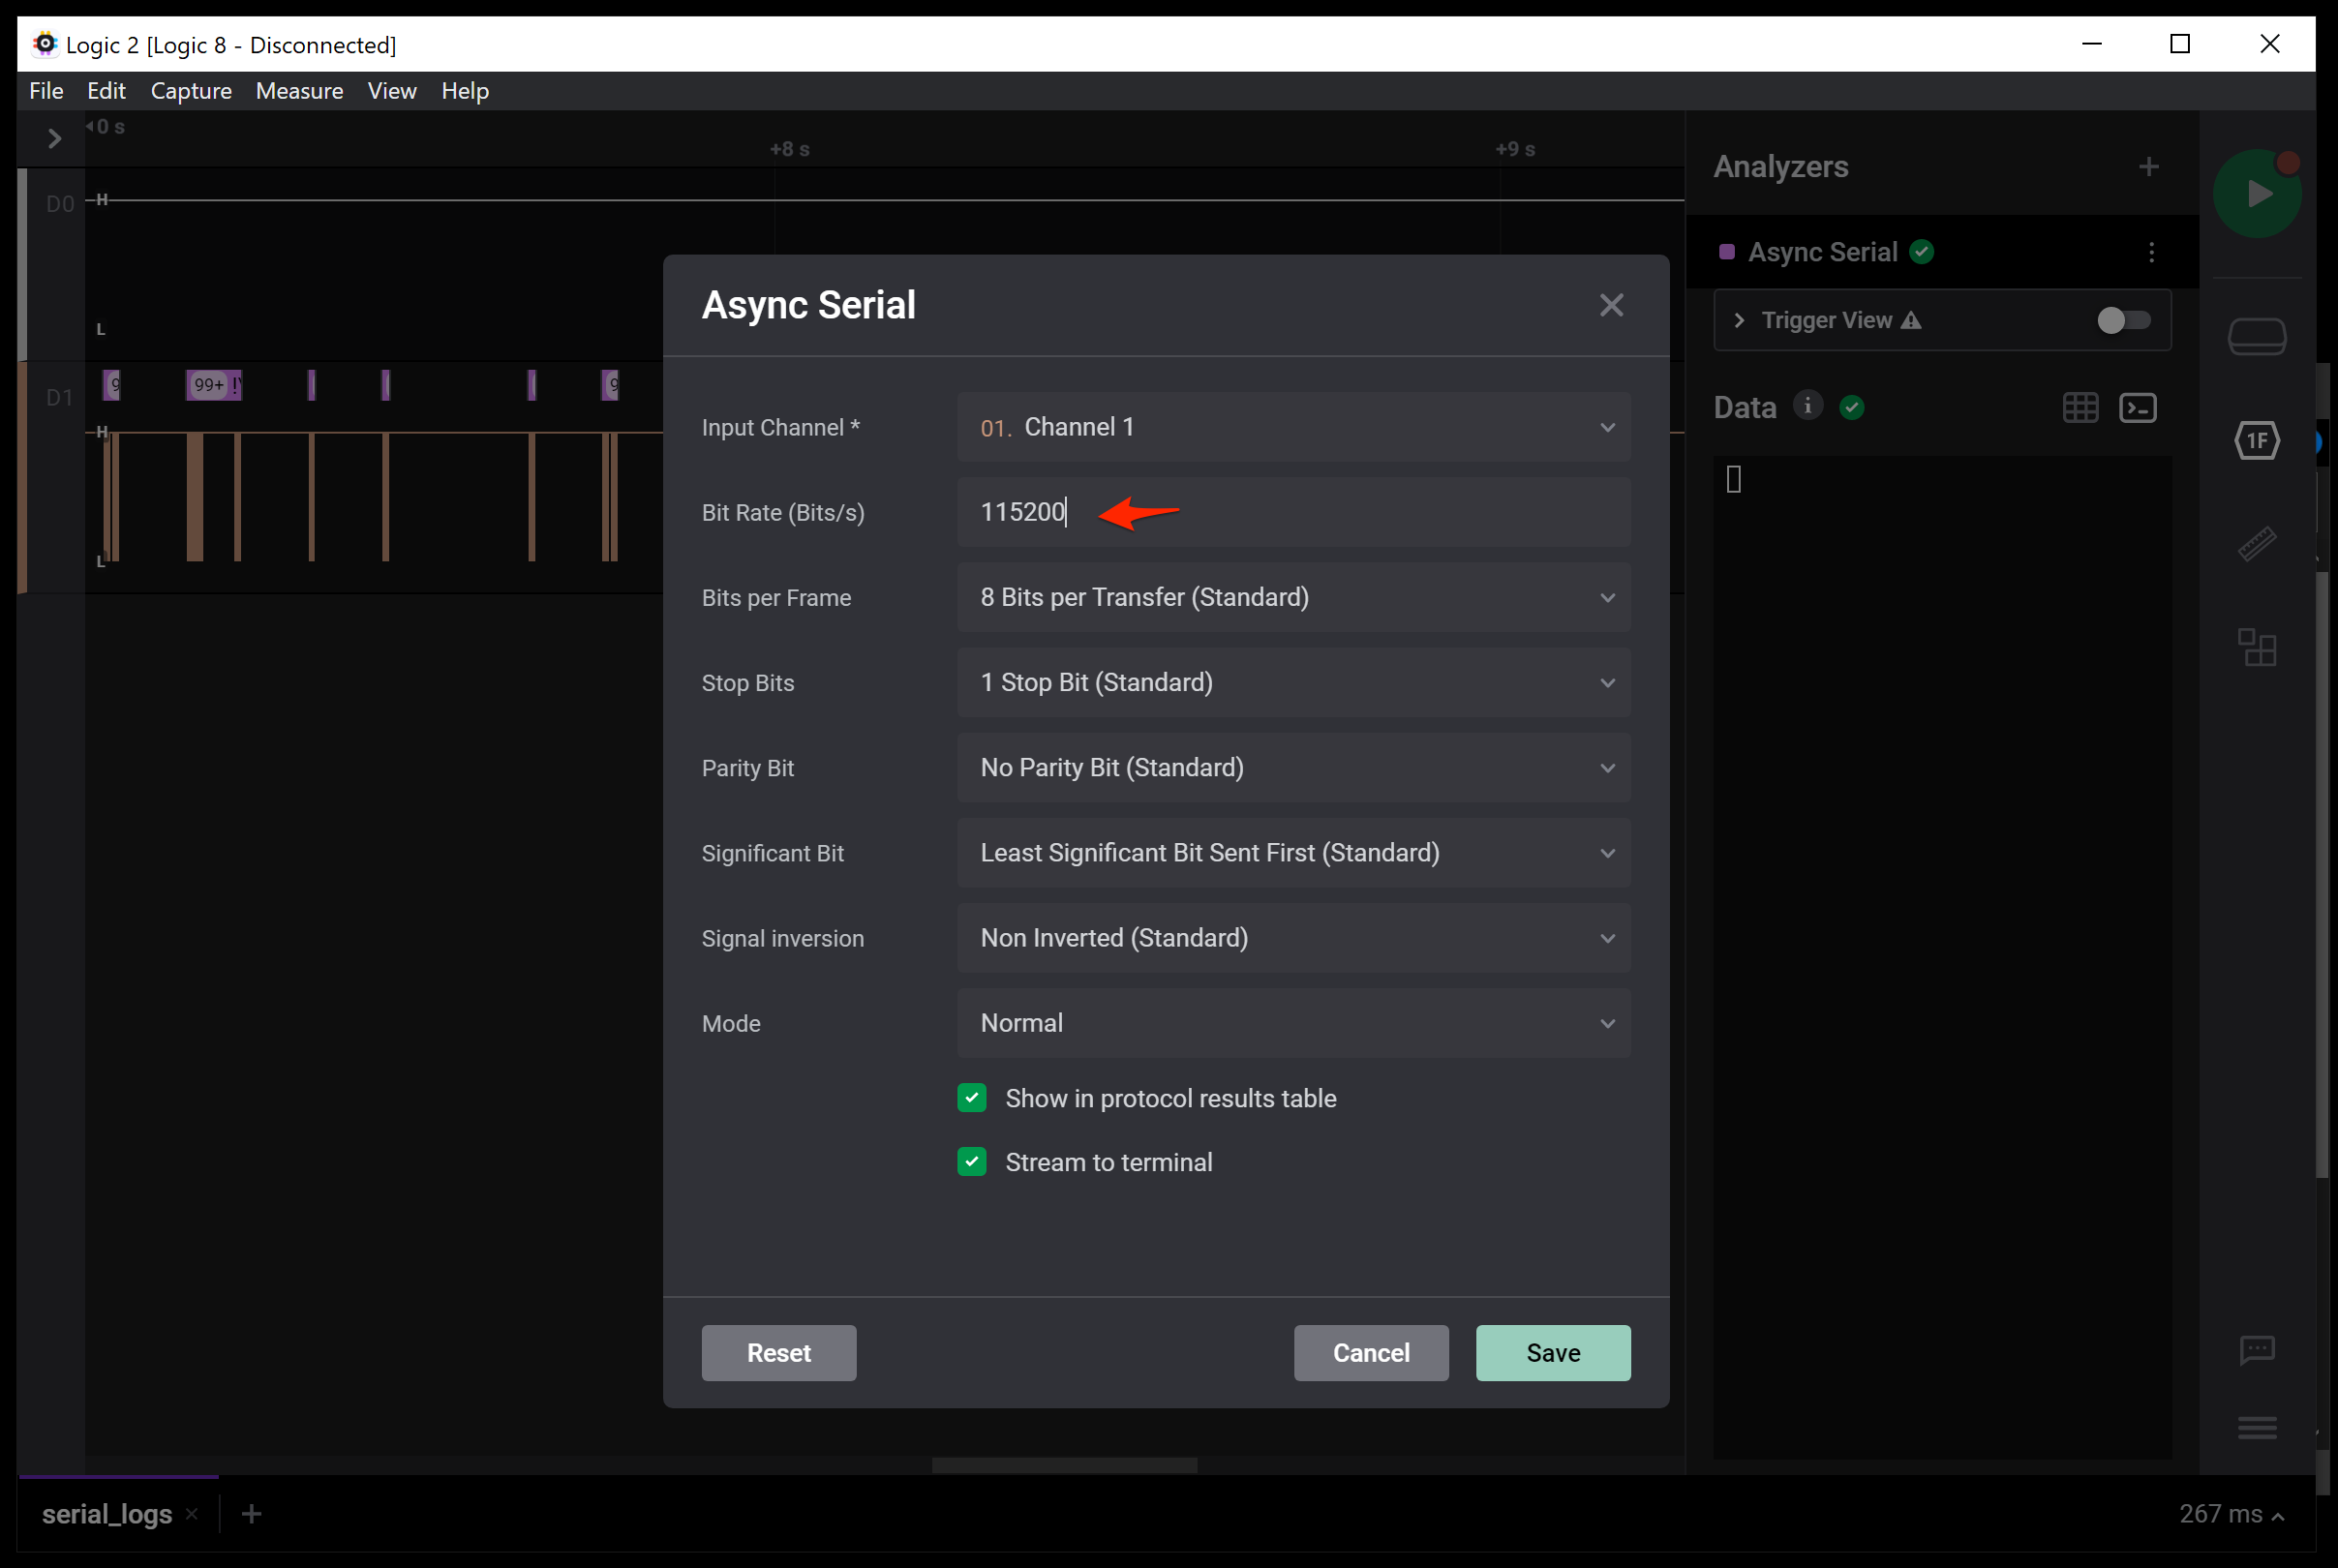 Logic 2 [Logic 8 - Disconnected]
File Edit Capture Measure View Help
0 s
+8 s
+9 s
D0
H
L
D1
9
99+
9
H
L
Analyzers
Async Serial
Trigger View
Data
1F
Async Serial
Input Channel *
01. Channel 1
Bit Rate (Bits/s)
115200
Bits per Frame
8 Bits per Transfer (Standard)
Stop Bits
1 Stop Bit (Standard)
Parity Bit
No Parity Bit (Standard)
Significant Bit
Least Significant Bit Sent First (Standard)
Signal inversion
Non Inverted (Standard)
Mode
Normal
Show in protocol results table
Stream to terminal
Reset
Cancel
Save
serial_logs
267 ms